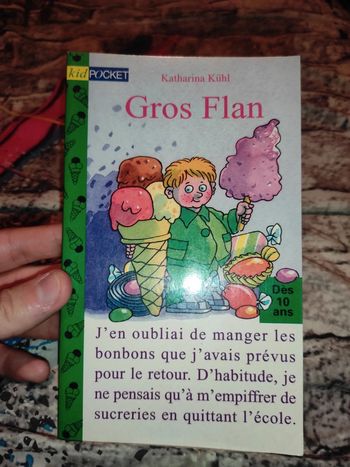 kid POCKET
Katharina Kühl
Gros Flan
Dès
10
ans
J'en oubliai de manger les
bonbons que j'avais prévus
pour le retour. D'habitude, je
ne pensais qu'à m'empiffrer de
sucreries en quittant l'école.